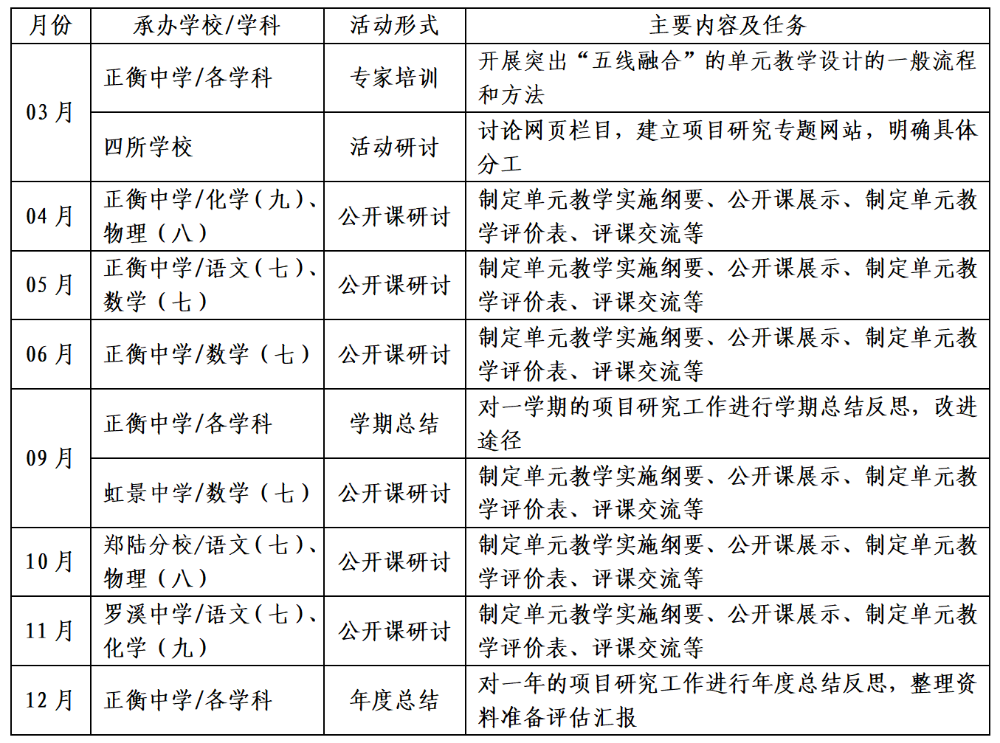 月份 承办学校/学科 活动形式 主要内容及任务
03 月
正衡中学/各学科
专家培训
开展突出“五线融合”的单元教学设计的一般流程
和方法
四所学校
活动研讨
讨论网页栏目，建立项目研究专题网站，明确具体
分工
04 月
正衡中学/化学（九）、
物理（八）
公开课研讨
制定单元教学实施纲要、公开课展示、制定单元教
学评价表、评课交流等
05 月
正衡中学/语文（七）、
数学（七）
公开课研讨
制定单元教学实施纲要、公开课展示、制定单元教
学评价表、评课交流等
06 月
正衡中学/数学（七）
公开课研讨
制定单元教学实施纲要、公开课展示、制定单元教
学评价表、评课交流等
09 月
正衡中学/各学科
学期总结
对一学期的项目研究工作进行学期总结反思，改进
途径
虹景中学/数学（七）
公开课研讨
制定单元教学实施纲要、公开课展示、制定单元教
学评价表、评课交流等
10 月
郑陆分校/语文（七）、
物理（八）
公开课研讨
制定单元教学实施纲要、公开课展示、制定单元教
学评价表、评课交流等
11 月
罗溪中学/语文（七）、
化学（九）
公开课研讨
制定单元教学实施纲要、公开课展示、制定单元教
学评价表、评课交流等
12 月
正衡中学/各学科
年度总结
对一年的项目研究工作进行年度总结反思，整理资
料准备评估汇报